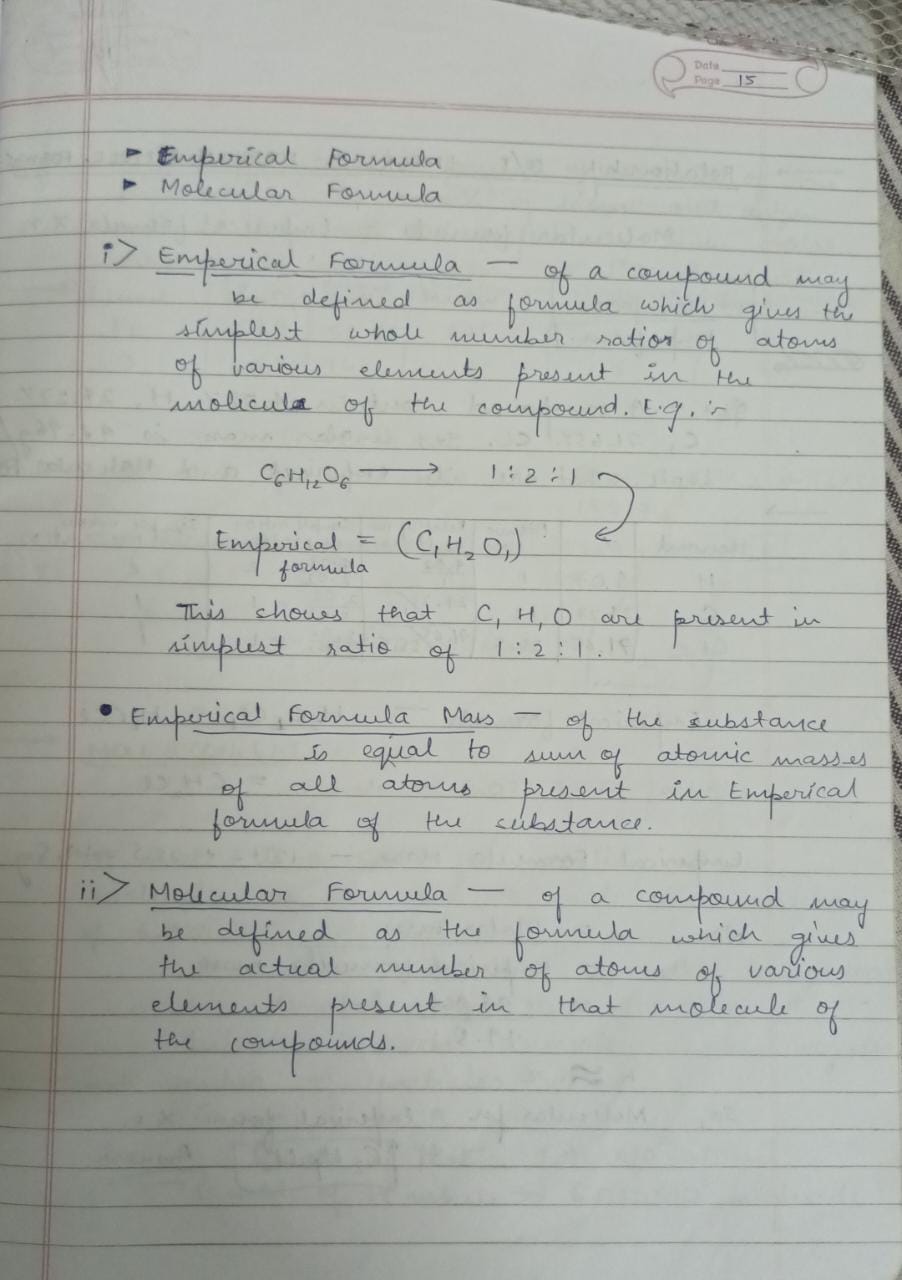 Date
Page 15
► Emperical Formula
► Molecular Formula
i> Emperical Formula — of a compound may
be defined as formula which gives the
simplest whole number ratios of atoms
of various elements present in the
molecule of the compound. E.g. :-
C₆H₁₂O₆ ⟶ 1 : 2 : 1
Emperical = (C₁H₂O₁)
formula
This shows that C, H, O are present in
simplest ratio of 1 : 2 : 1.
• Emperical Formula Mass — of the substance
is equal to sum of atomic masses
of all atoms present in Emperical
formula of the substance.
ii> Molecular Formula — of a compound may
be defined as the formula which gives
the actual number of atoms of various
elements present in that molecule of
the compounds.